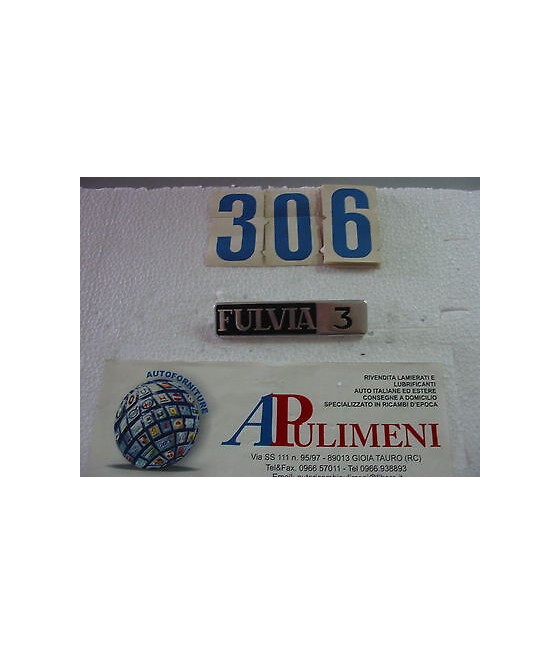 306
FULVIA 3
AUTOFORNITURE
RIVENDITA LAMIERATI E
LUBRIFICANTI
AUTO ITALIANE ED ESTERE
CONSEGNE A DOMICILIO
SPECIALIZZATO IN RICAMBI D'EPOCA
APULIMENI
Via SS 111 n. 95/97 - 89013 GIOIA TAURO (RC)
Tel&Fax. 0966 57011 - Tel 0966.938893
Email: